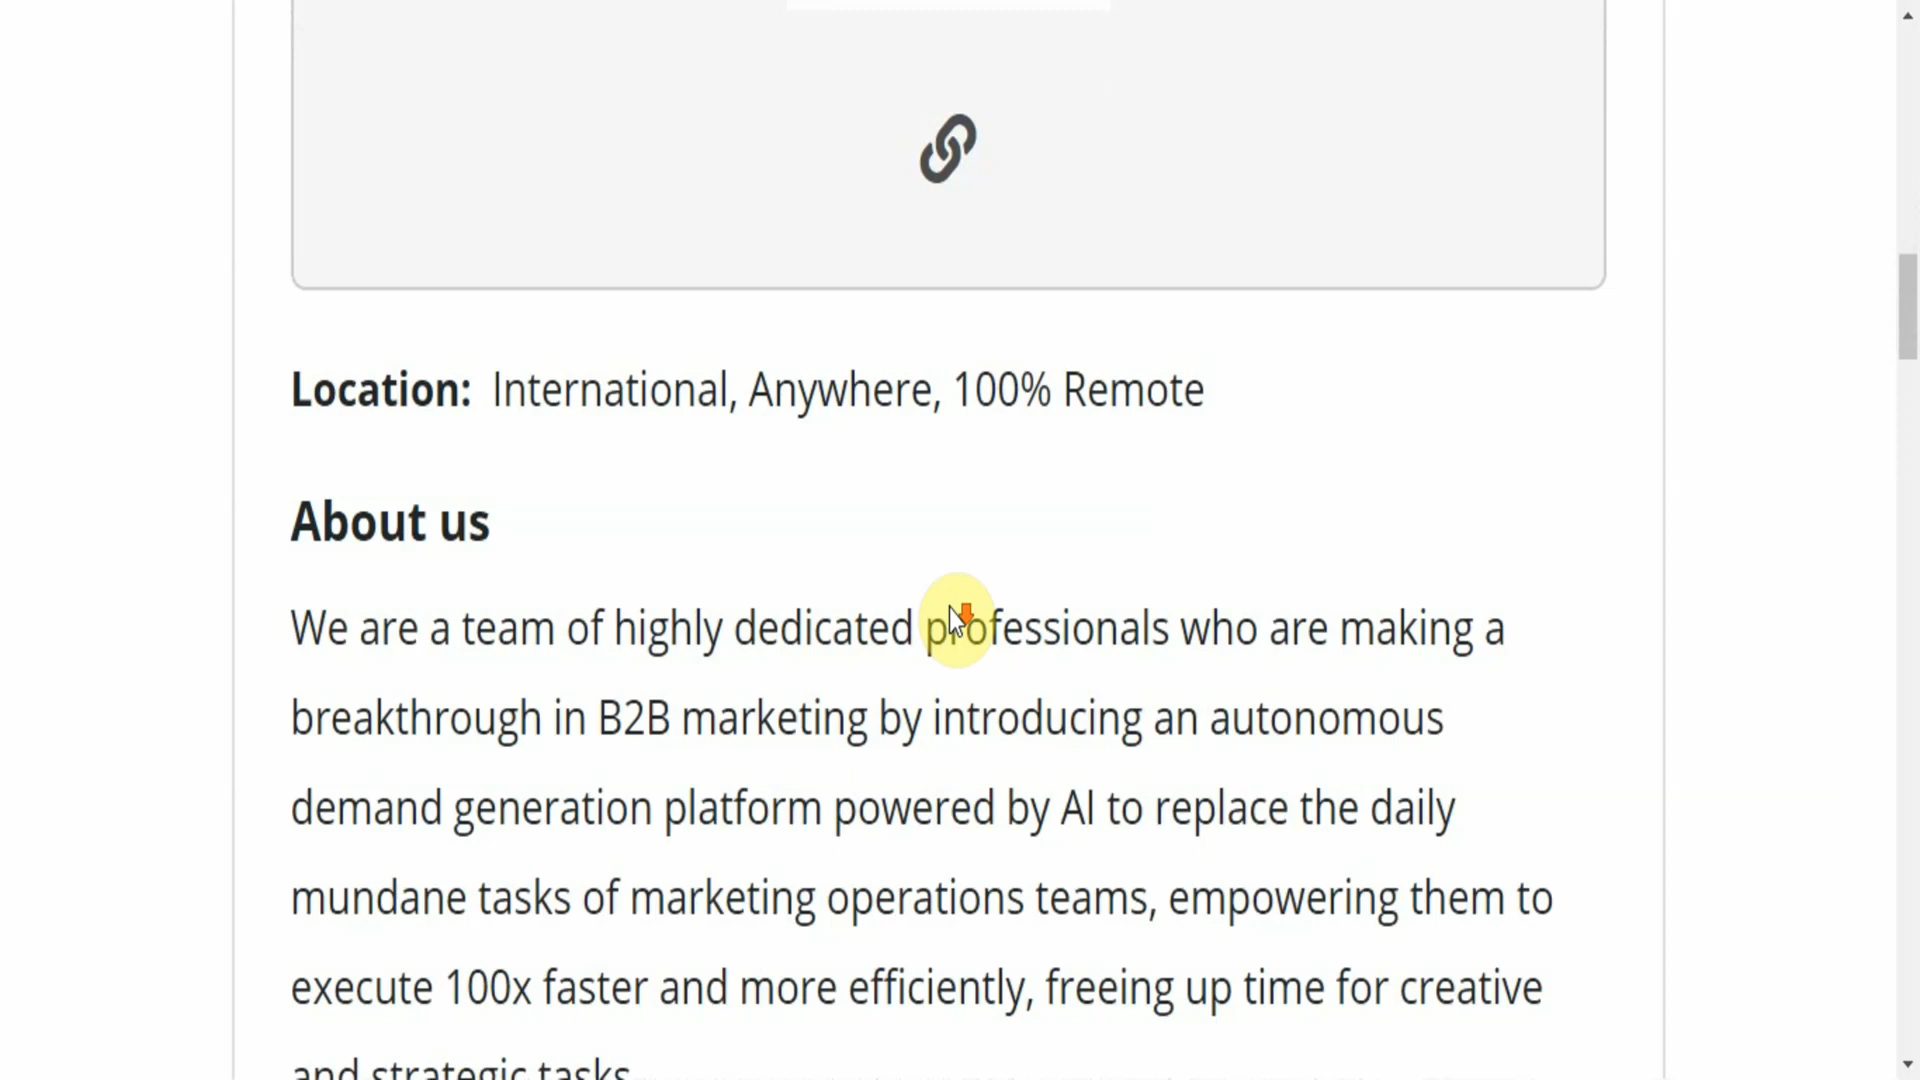 Location: International, Anywhere, 100% Remote
About us
We are a team of highly dedicated professionals who are making a
breakthrough in B2B marketing by introducing an autonomous
demand generation platform powered by AI to replace the daily
mundane tasks of marketing operations teams, empowering them to
execute 100x faster and more efficiently, freeing up time for creative
and strategic tasks.